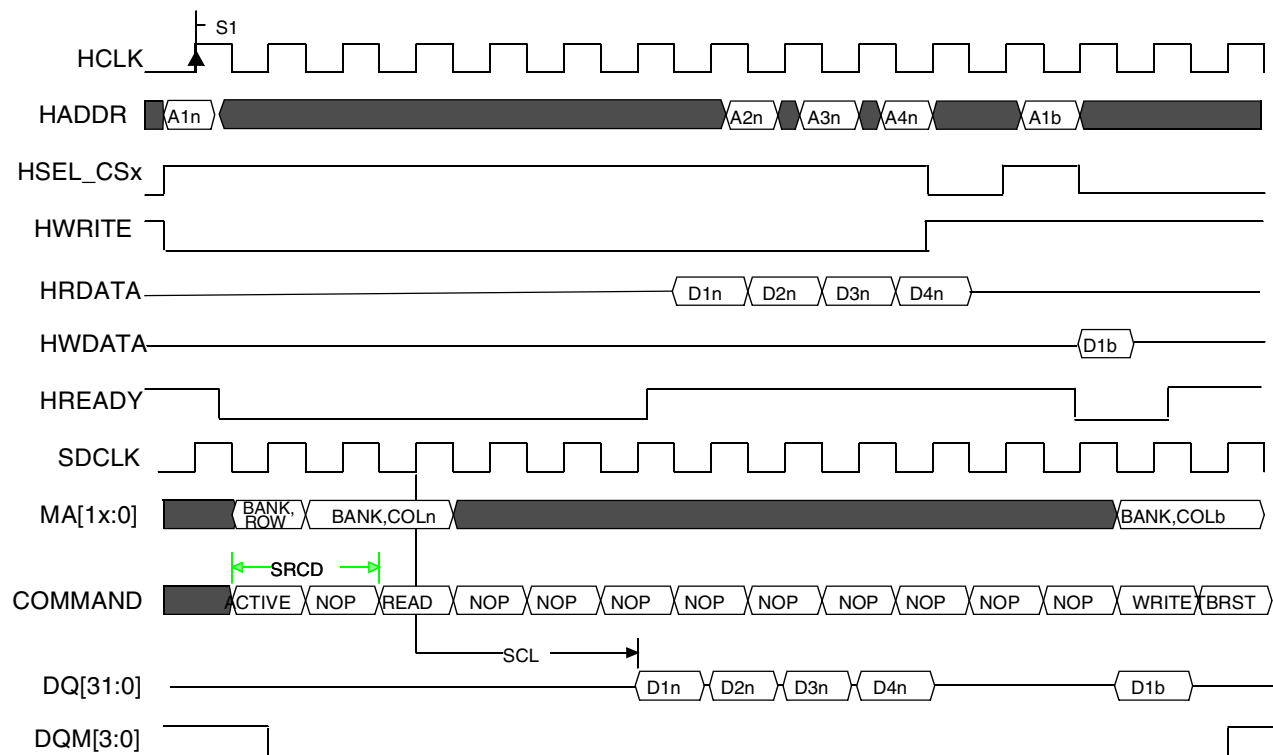 S1
HCLK
HADDR A1n A2n A3n A4n A1b
HSEL_CSx
HWRITE
HRDATA D1n D2n D3n D4n
HWDATA D1b
HREADY
SDCLK
MA[1x:0] BANK, ROW BANK,COLn BANK,COLb
SRCD
COMMAND ACTIVE NOP READ NOP NOP NOP NOP NOP NOP NOP NOP NOP WRITE TBRST
SCL
DQ[31:0] D1n D2n D3n D4n D1b
DQM[3:0]